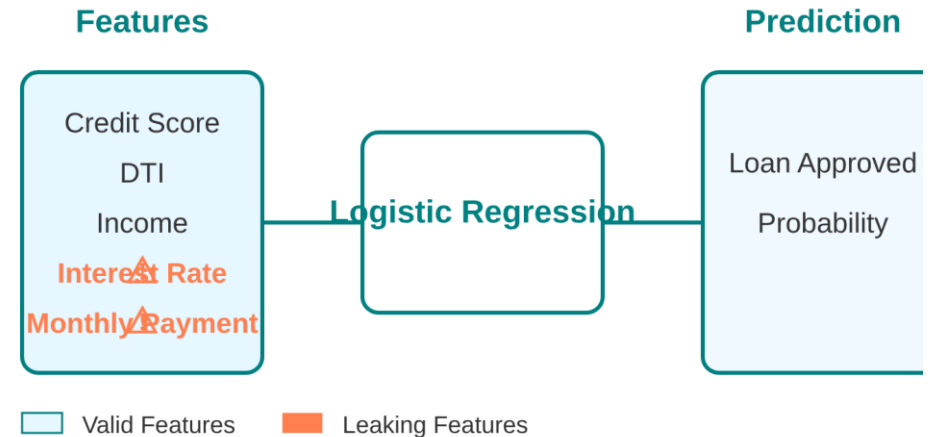 Features
Prediction
Credit Score
DTI
Income
Interest Rate
Monthly Payment
Logistic Regression
Loan Approved
Probability
Valid Features
Leaking Features